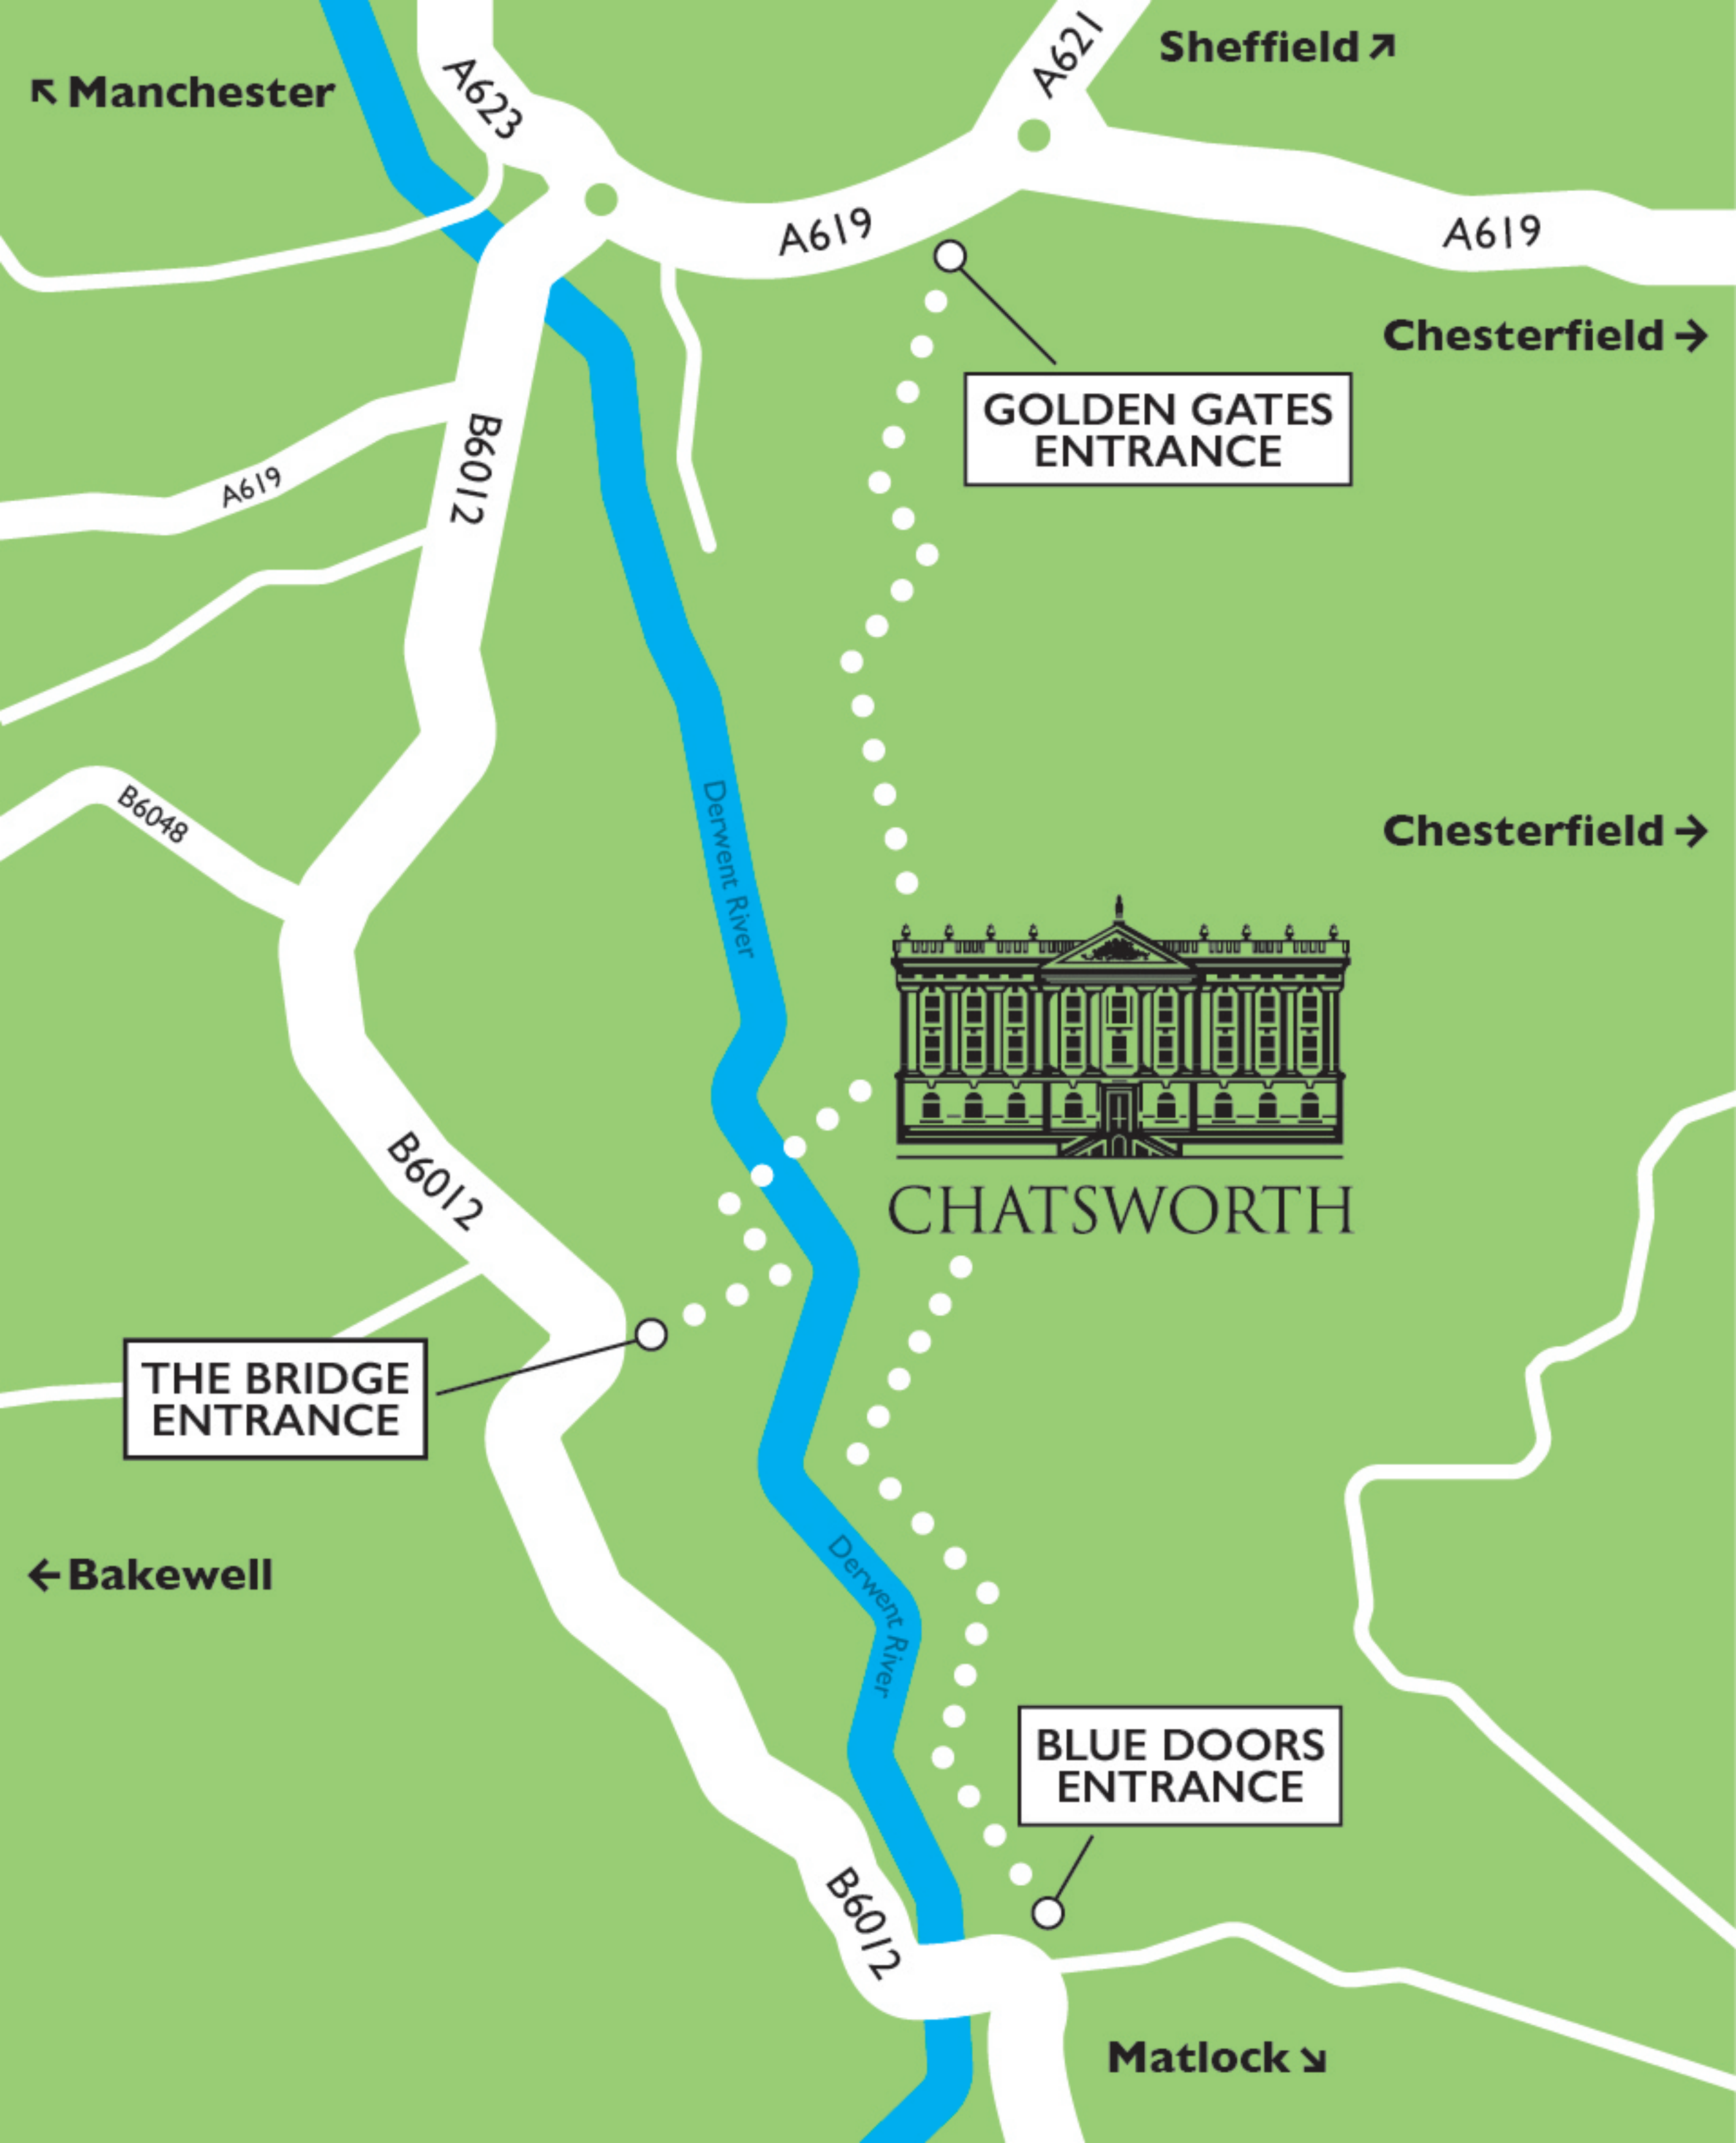 Sheffield ↗
↖ Manchester
A623
A621
A619
A619
Chesterfield →
GOLDEN GATES
ENTRANCE
B6012
A619
B6048
Derwent River
Chesterfield →
CHATSWORTH
B6012
THE BRIDGE
ENTRANCE
← Bakewell
Derwent River
BLUE DOORS
ENTRANCE
B6012
Matlock ↘